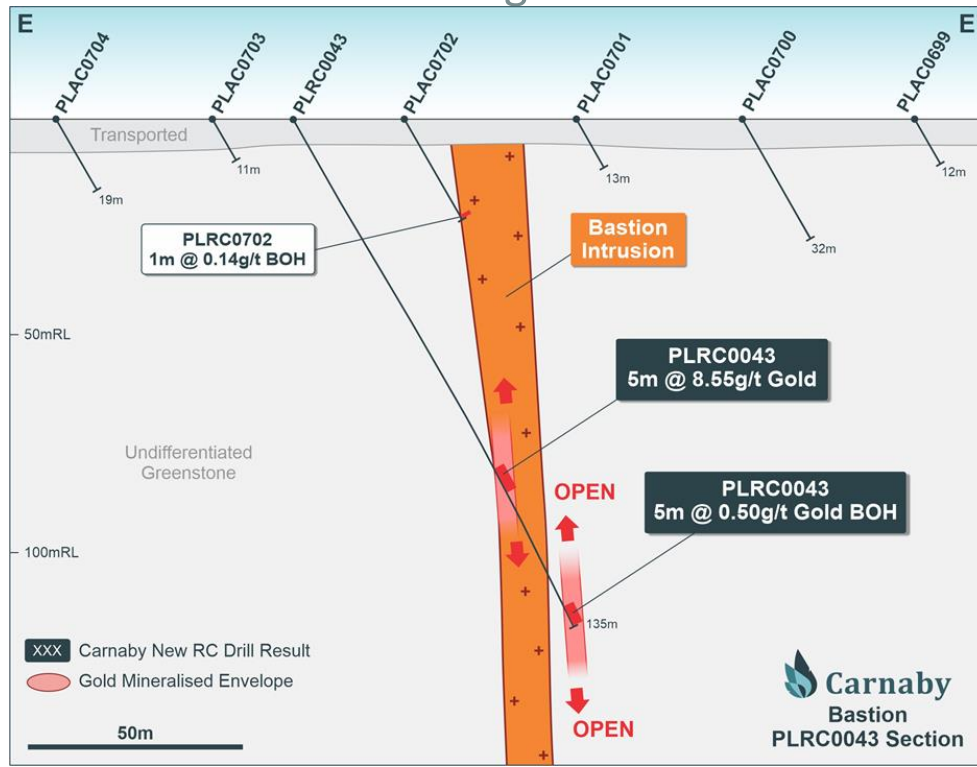 E
E
PLAC0704
PLAC0703
PLRC0043
PLAC0702
PLAC0701
PLAC0700
PLAC0699
Transported
19m
11m
13m
32m
12m
PLRC0702
1m @ 0.14g/t BOH
Bastion
Intrusion
50mRL
PLRC0043
5m @ 8.55g/t Gold
Undifferentiated
Greenstone
OPEN
PLRC0043
5m @ 0.50g/t Gold BOH
100mRL
135m
XXX Carnaby New RC Drill Result
Gold Mineralised Envelope
OPEN
50m
Carnaby
Bastion
PLRC0043 Section